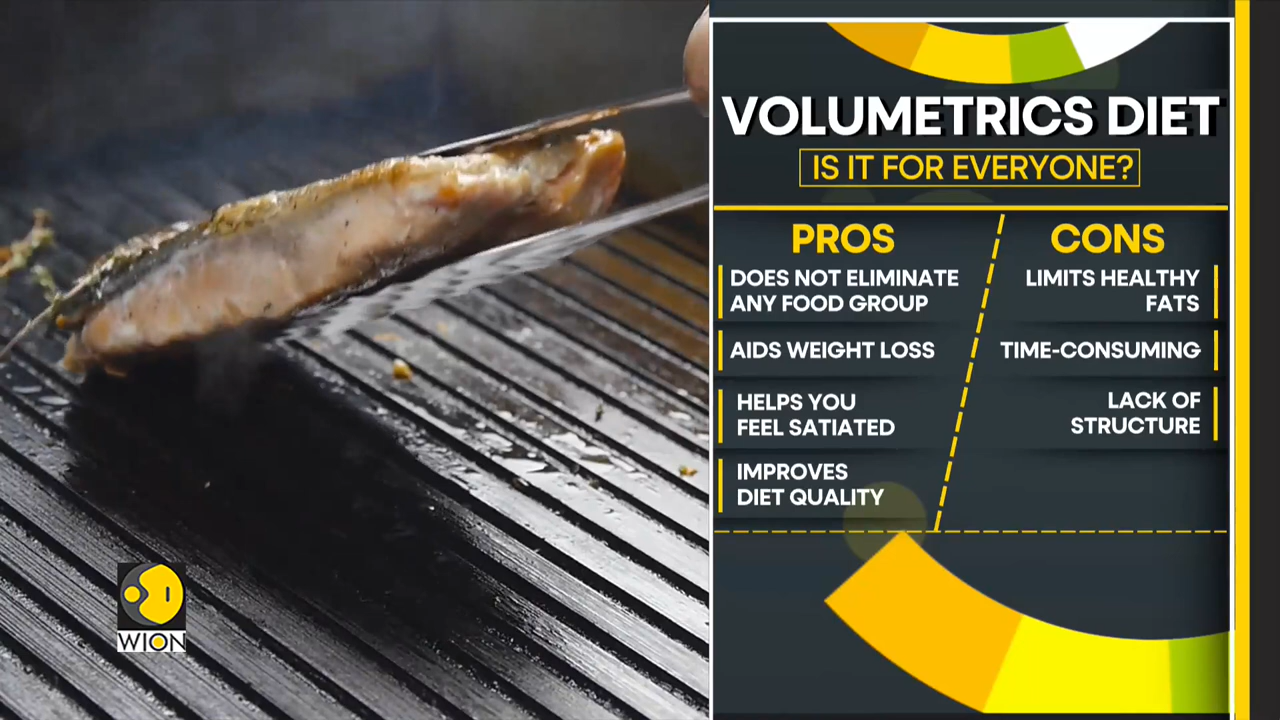 VOLUMETRICS DIET
IS IT FOR EVERYONE?
PROS
DOES NOT ELIMINATE
ANY FOOD GROUP
AIDS WEIGHT LOSS
HELPS YOU
FEEL SATIATED
IMPROVES
DIET QUALITY
CONS
LIMITS HEALTHY
FATS
TIME-CONSUMING
LACK OF
STRUCTURE
WION